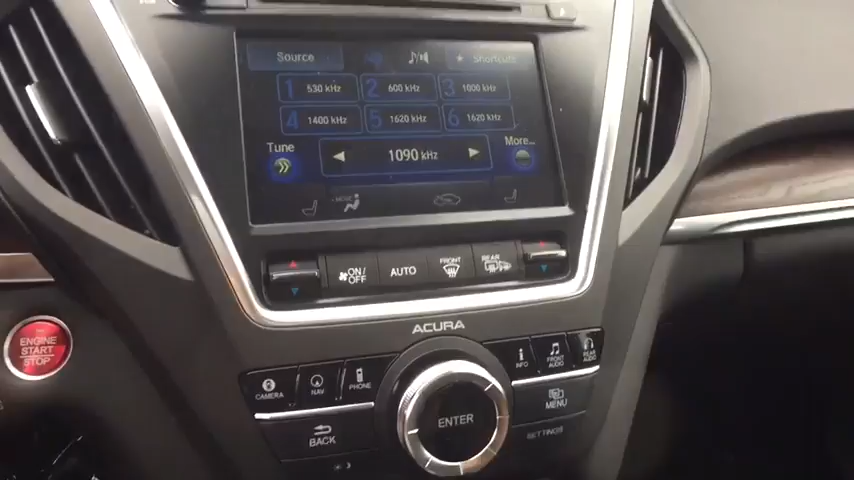 Source
Shortcuts
1 530 kHz 2 600 kHz 3 1000 kHz
4 1400 kHz 5 1620 kHz 6 1620 kHz
Tune
1090 kHz
More...
MODE
ON/OFF
AUTO
FRONT
REAR
ACURA
ENGINE
START
STOP
CAMERA
NAV
PHONE
INFO
FRONT AUDIO
REAR AUDIO
BACK
ENTER
MENU
SETTINGS